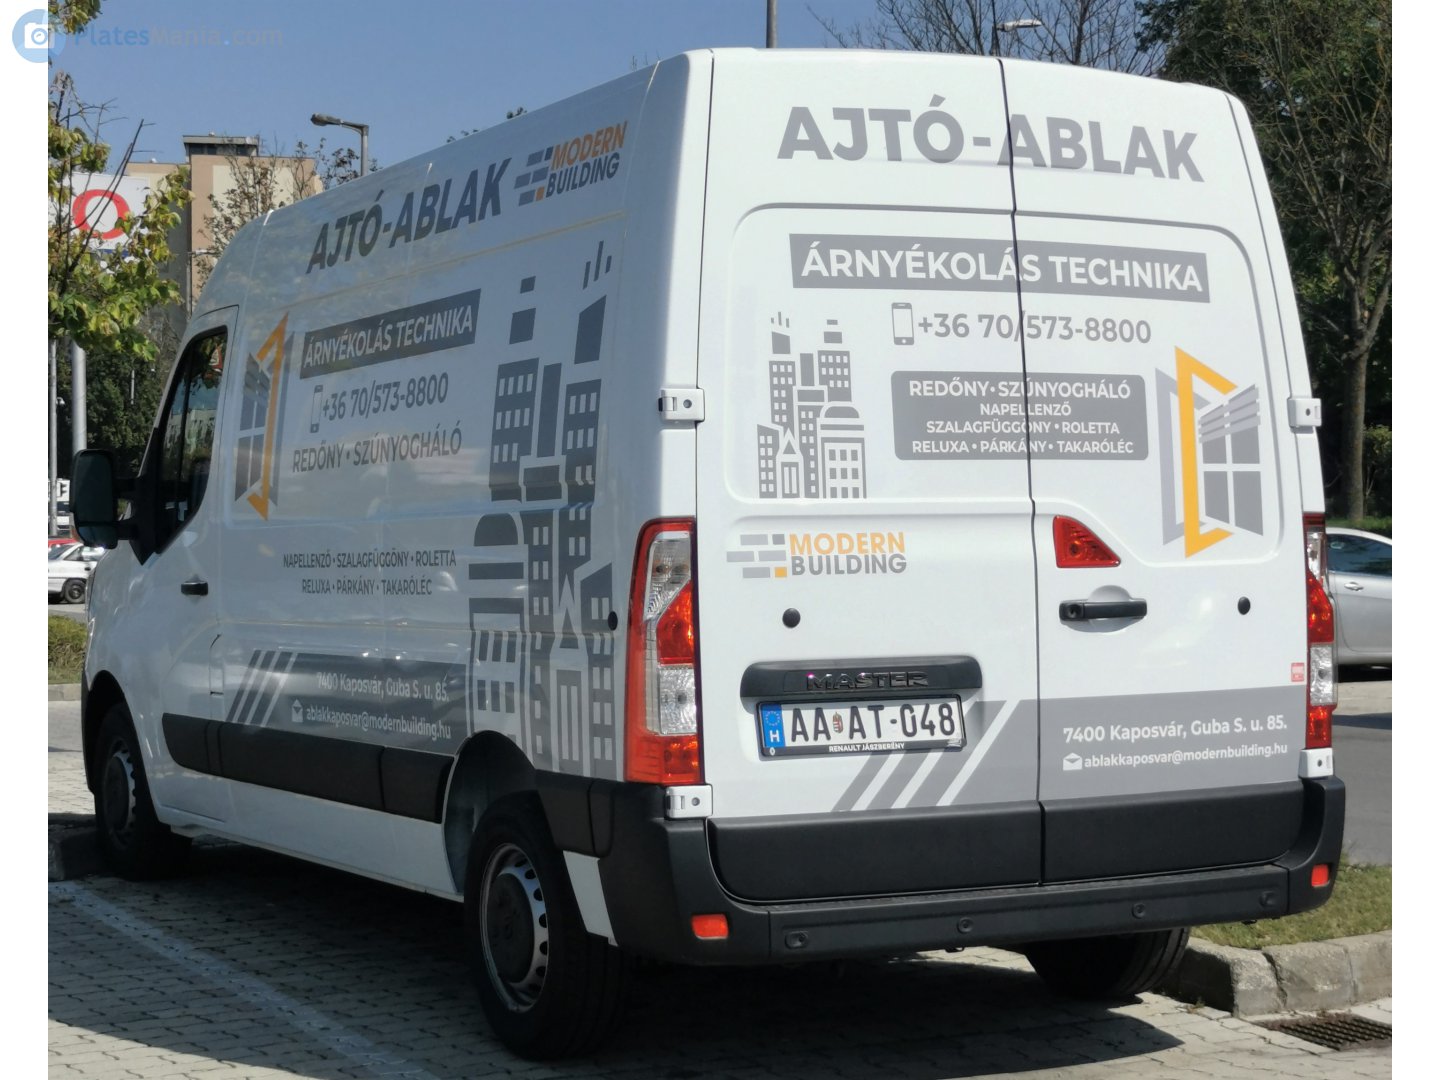 PlatesMania.com
AJTÓ-ABLAK
MODERN
BUILDING
ÁRNYÉKOLÁS TECHNIKA
+36 70/573-8800
REDŐNY • SZÚNYOGHÁLÓ
NAPELLENZŐ • SZALAGFÜGGÖNY • ROLETTA
RELUXA • PÁRKÁNY • TAKARÓLÉC
7400 Kaposvár, Guba S. u. 85.
ablakkaposvar@modernbuilding.hu
AJTÓ-ABLAK
ÁRNYÉKOLÁS TECHNIKA
+36 70/573-8800
REDŐNY • SZÚNYOGHÁLÓ
NAPELLENZŐ
SZALAGFÜGGÖNY • ROLETTA
RELUXA • PÁRKÁNY • TAKARÓLÉC
MODERN
BUILDING
MASTER
H AA AT-048
RENAULT JÁSZBERÉNY
7400 Kaposvár, Guba S. u. 85.
ablakkaposvar@modernbuilding.hu